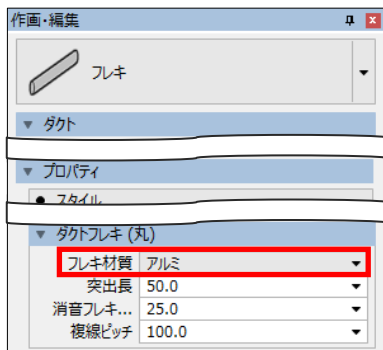 作画・編集
フレキ
ダクト
プロパティ
スタイル
ダクトフレキ (丸)
フレキ材質 アルミ
突出長 50.0
消音フレキ... 25.0
複線ピッチ 100.0